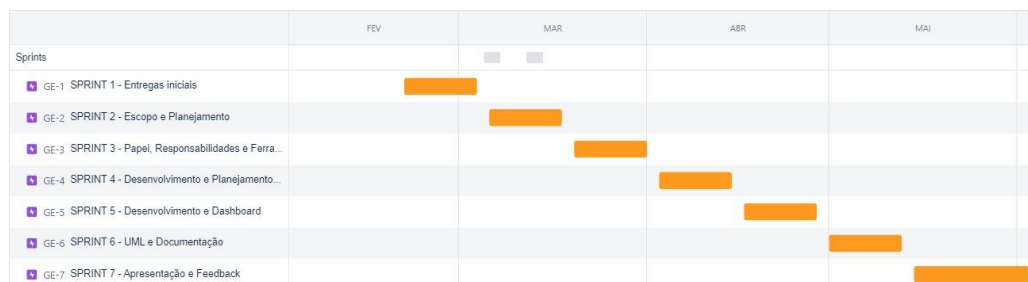 FEV MAR ABR MAI
Sprints
GE-1 SPRINT 1 - Entregas iniciais
GE-2 SPRINT 2 - Escopo e Planejamento
GE-3 SPRINT 3 - Papei, Responsabilidades e Ferra...
GE-4 SPRINT 4 - Desenvolvimento e Planejamento...
GE-5 SPRINT 5 - Desenvolvimento e Dashboard
GE-6 SPRINT 6 - UML e Documentação
GE-7 SPRINT 7 - Apresentação e Feedback